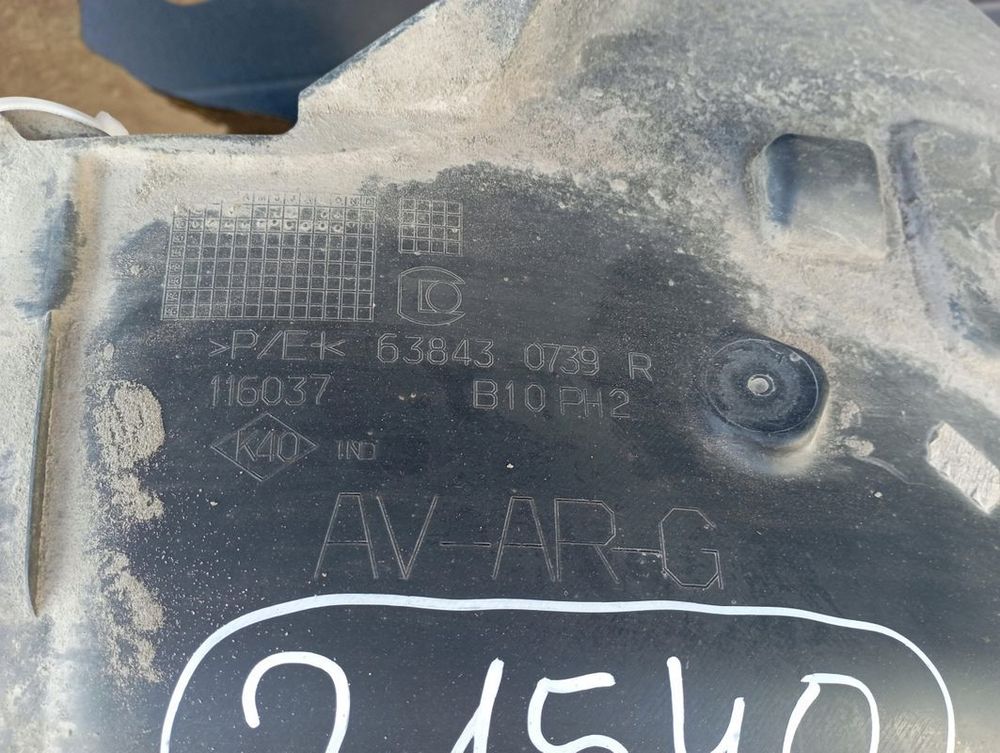 >P/E< 63843 0739 R
116037 B10 PH2
K40 IND
AV-AR-G
21540